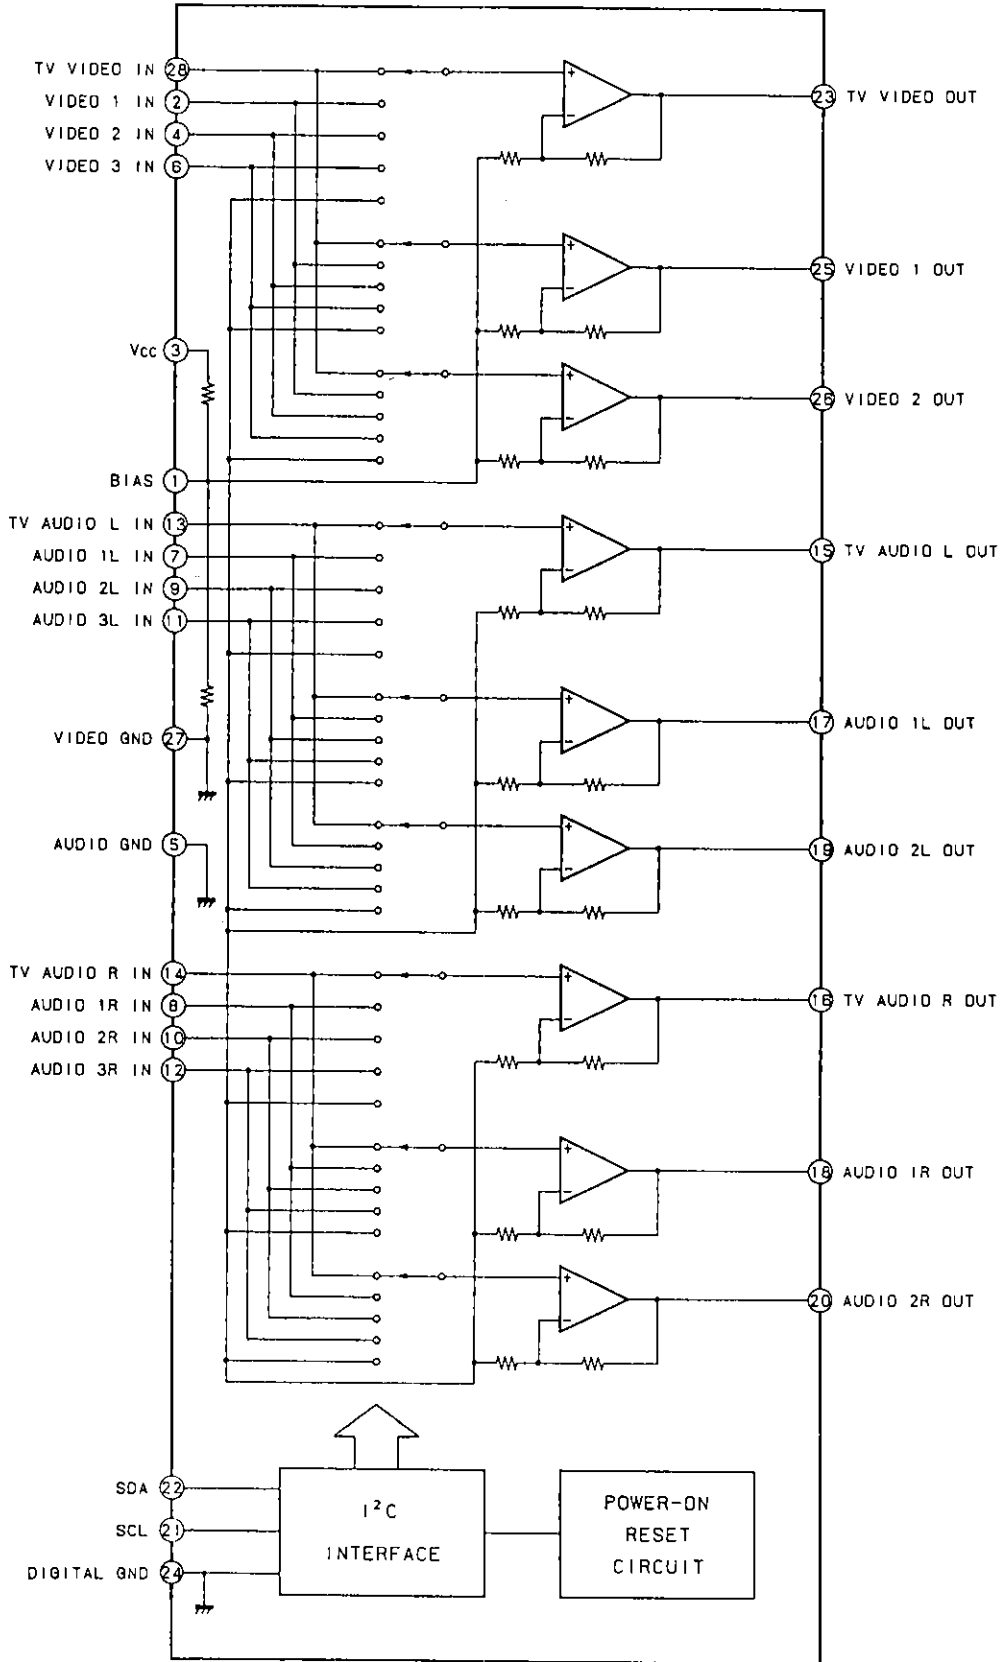 TV VIDEO IN 28
VIDEO 1 IN 2
VIDEO 2 IN 4
VIDEO 3 IN 6
+
−
23 TV VIDEO OUT
+
−
25 VIDEO 1 OUT
Vcc 3
+
−
26 VIDEO 2 OUT
BIAS 1
TV AUDIO L IN 13
AUDIO 1L IN 7
AUDIO 2L IN 9
AUDIO 3L IN 11
+
−
15 TV AUDIO L OUT
+
−
17 AUDIO 1L OUT
VIDEO GND 27
AUDIO GND 5
+
−
19 AUDIO 2L OUT
TV AUDIO R IN 14
AUDIO 1R IN 8
AUDIO 2R IN 10
AUDIO 3R IN 12
+
−
16 TV AUDIO R OUT
+
−
18 AUDIO 1R OUT
+
−
20 AUDIO 2R OUT
SDA 22
SCL 21
DIGITAL GND 24
I²C
INTERFACE
POWER-ON
RESET
CIRCUIT